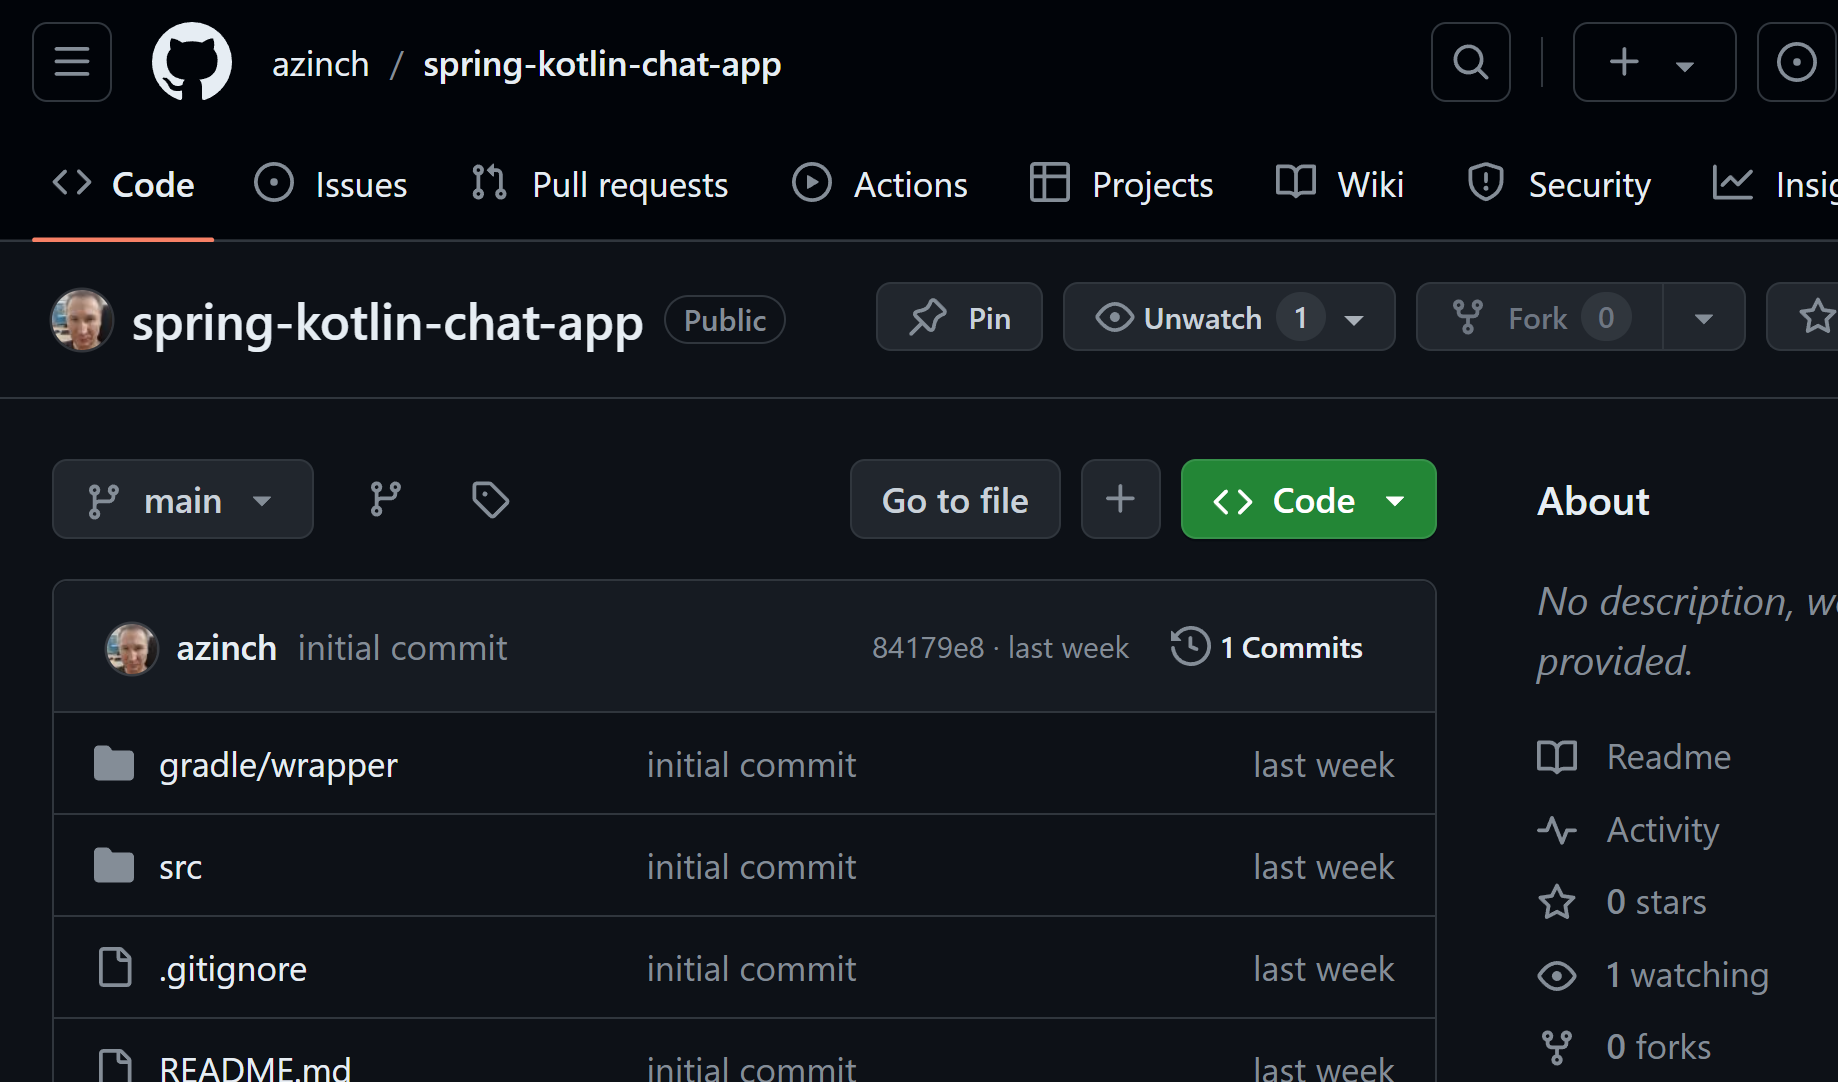 azinch / spring-kotlin-chat-app
Code Issues Pull requests Actions Projects Wiki Security
spring-kotlin-chat-app Public Pin Unwatch 1 Fork 0
main Go to file Code About
No description,
provided.
azinch initial commit 84179e8 · last week 1 Commits
gradle/wrapper initial commit last week
Readme
src initial commit last week
Activity
0 stars
.gitignore initial commit last week
1 watching
README.md initial commit last week
0 forks